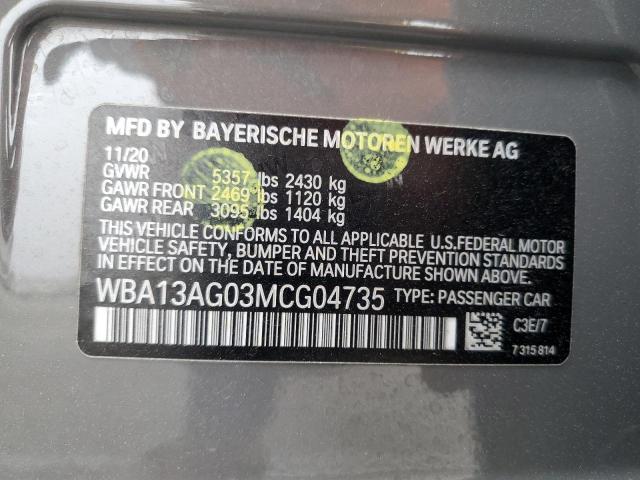 MFD BY BAYERISCHE MOTOREN WERKE AG
11/20
GVWR 5357 lbs 2430 kg
GAWR FRONT 2469 lbs 1120 kg
GAWR REAR 3095 lbs 1404 kg
THIS VEHICLE CONFORMS TO ALL APPLICABLE U.S.FEDERAL MOTOR
VEHICLE SAFETY, BUMPER AND THEFT PREVENTION STANDARDS
IN EFFECT ON THE DATE OF MANUFACTURE SHOWN ABOVE.
WBA13AG03MCG04735 TYPE: PASSENGER CAR
C3E/7
7 315 814